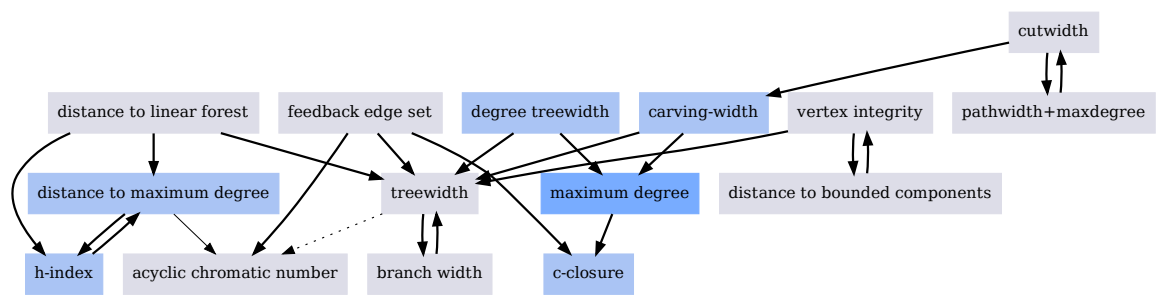 cutwidth
distance to linear forest
feedback edge set
degree treewidth
carving-width
vertex integrity
pathwidth+maxdegree
distance to maximum degree
treewidth
maximum degree
distance to bounded components
h-index
acyclic chromatic number
branch width
c-closure